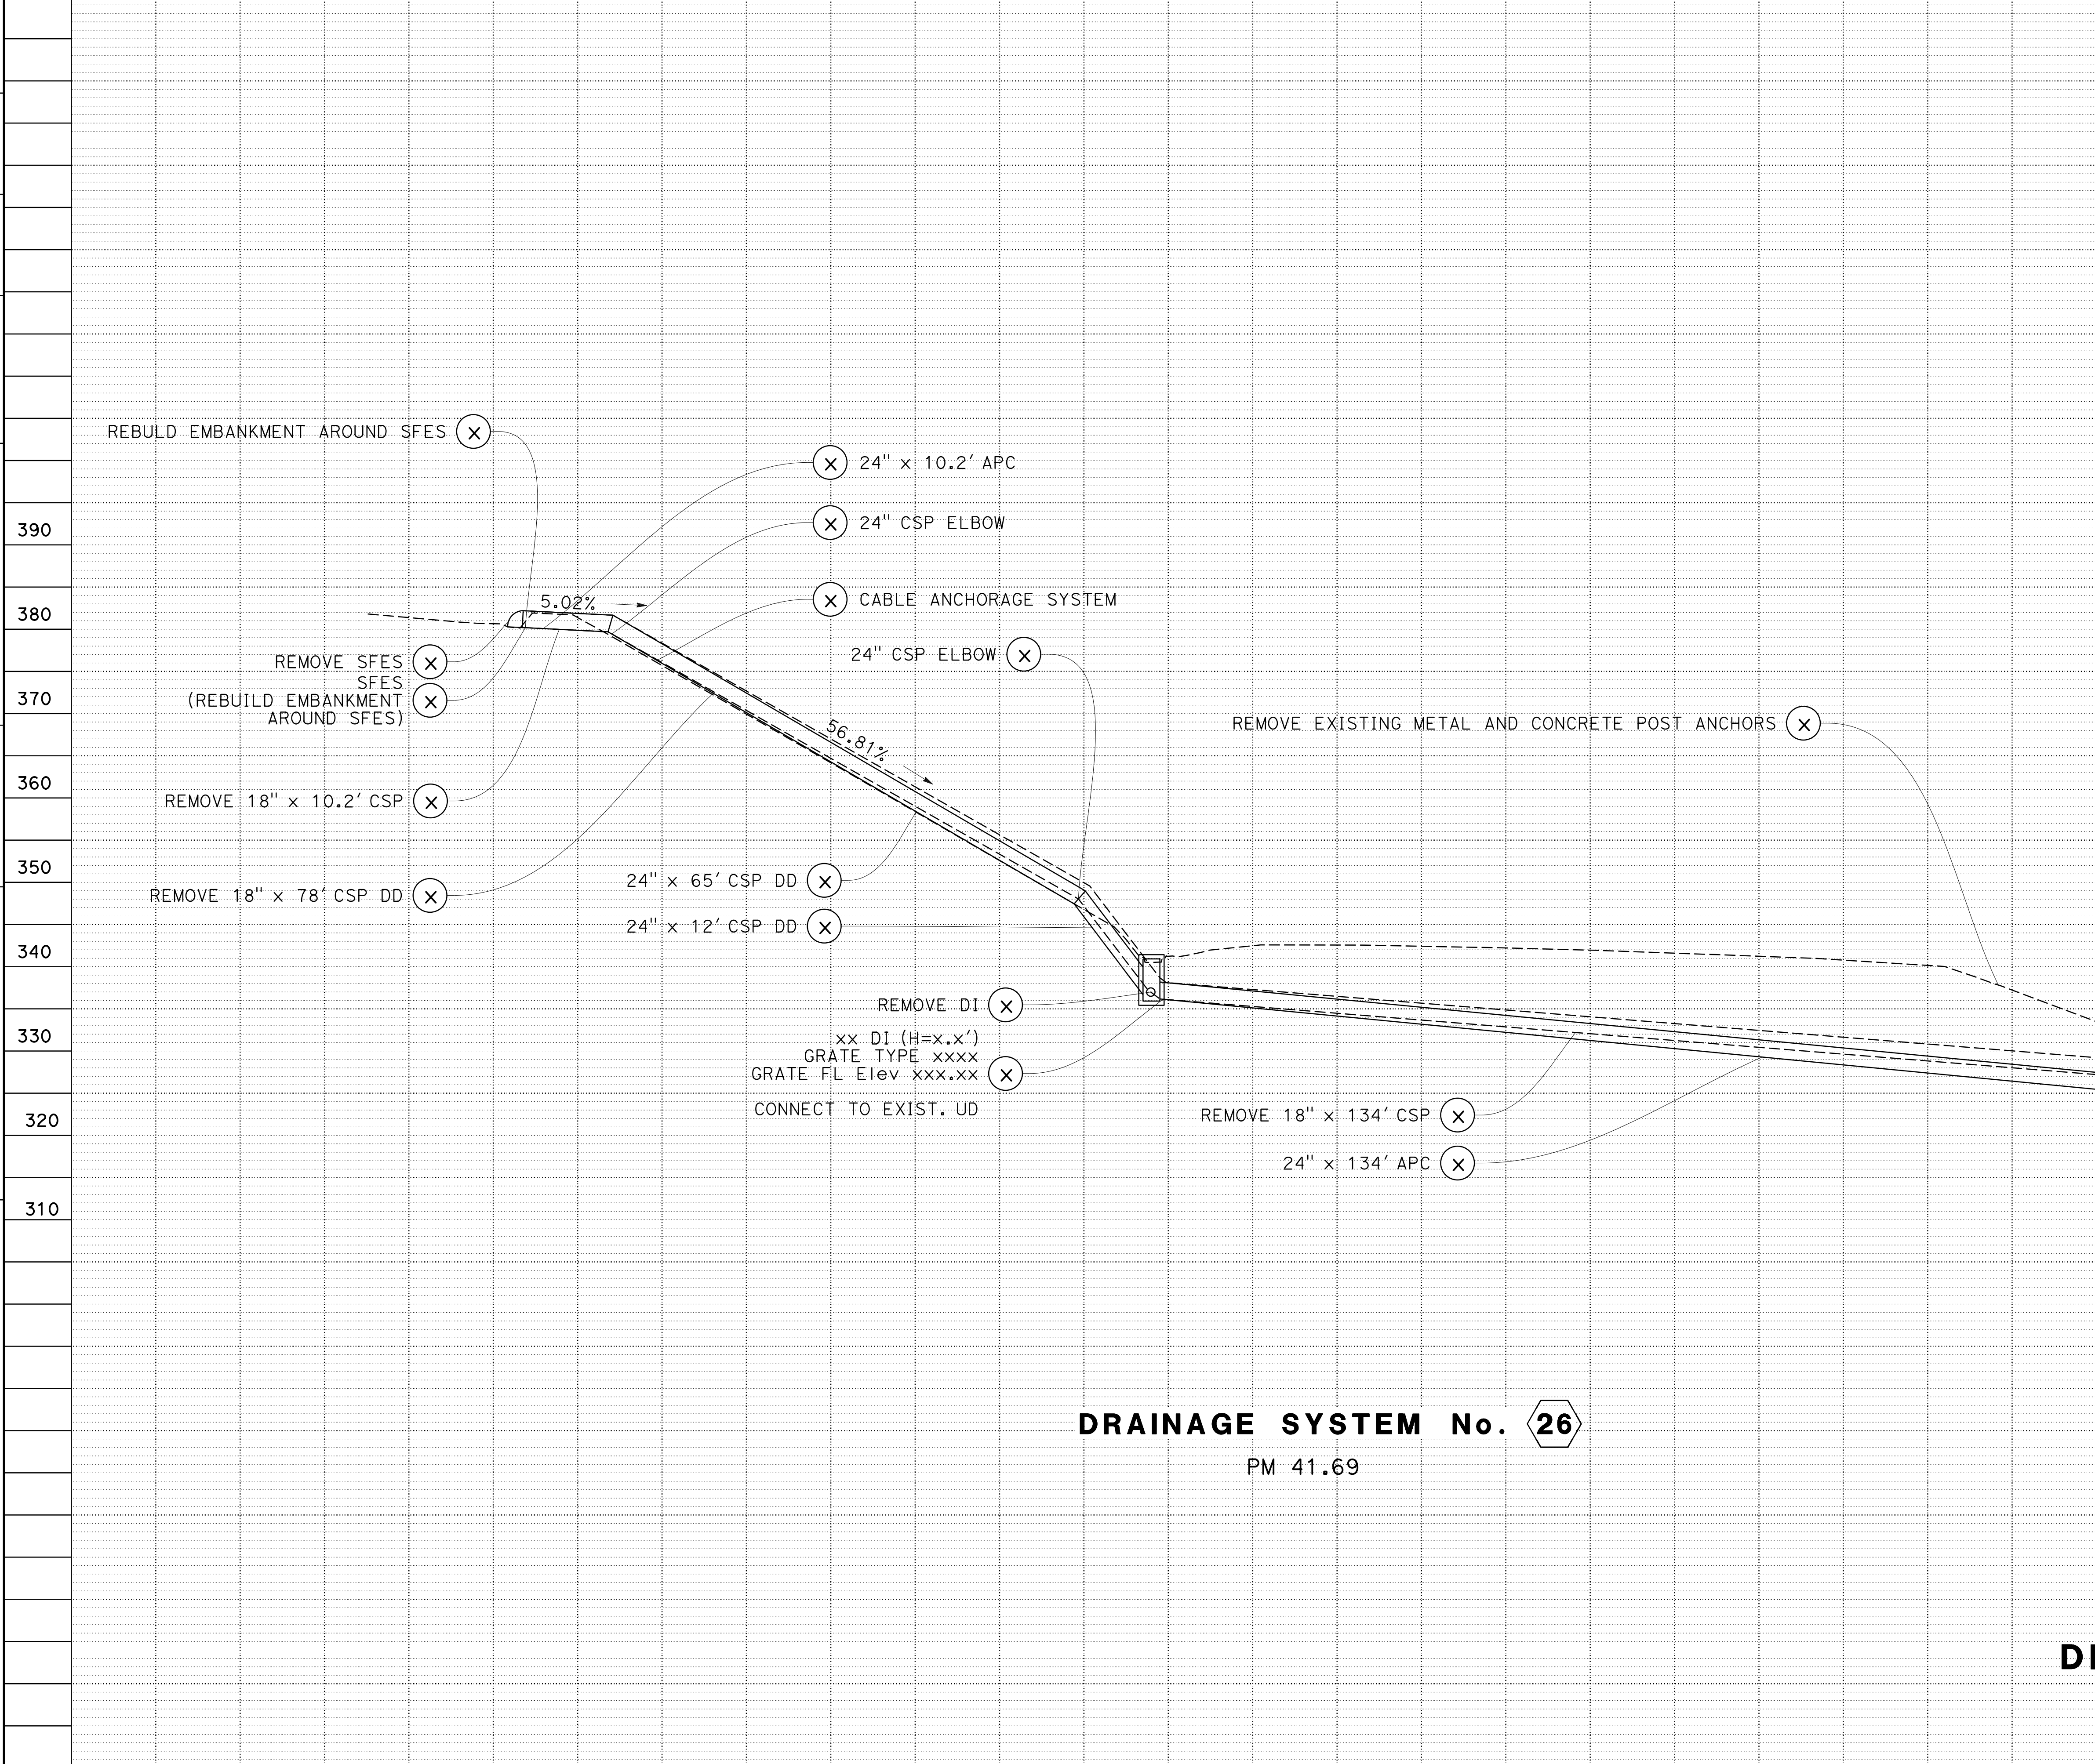 REBULD EMBANKMENT AROUND SFES X
X 24" x 10.2' APC
X 24" CSP ELBOW
390
5.02%
X CABLE ANCHORAGE SYSTEM
380
24" CSP ELBOW X
REMOVE SFES X
SFES
(REBUILD EMBANKMENT X
AROUND SFES)
370
56.81%
REMOVE EXISTING METAL AND CONCRETE POST ANCHORS X
360
REMOVE 18" x 10.2' CSP X
350
24" x 65' CSP DD X
REMOVE 18" x 78' CSP DD X
24" x 12' CSP DD X
340
REMOVE DI X
330
xx DI (H=x.x')
GRATE TYPE xxxx
GRATE FL Elev xxx.xx X
CONNECT TO EXIST. UD
320
REMOVE 18" x 134' CSP X
24" x 134' APC X
310
DRAINAGE SYSTEM No. 26
PM 41.69